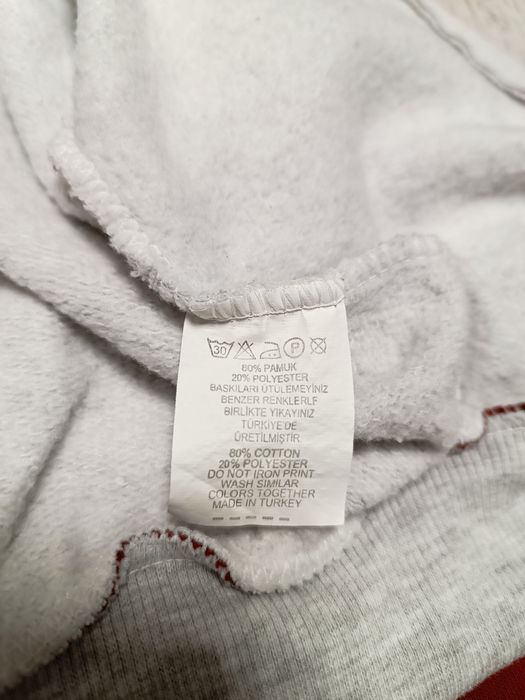 30 P
80% PAMUK
20% POLYESTER
BASKILARI ÜTÜLEMEYİNİZ
BENZER RENKLERLE
BİRLİKTE YIKAYINIZ
TÜRKİYE'DE
ÜRETİLMİŞTİR
80% COTTON
20% POLYESTER
DO NOT IRON PRINT
WASH SIMILAR
COLORS TOGETHER
MADE IN TURKEY